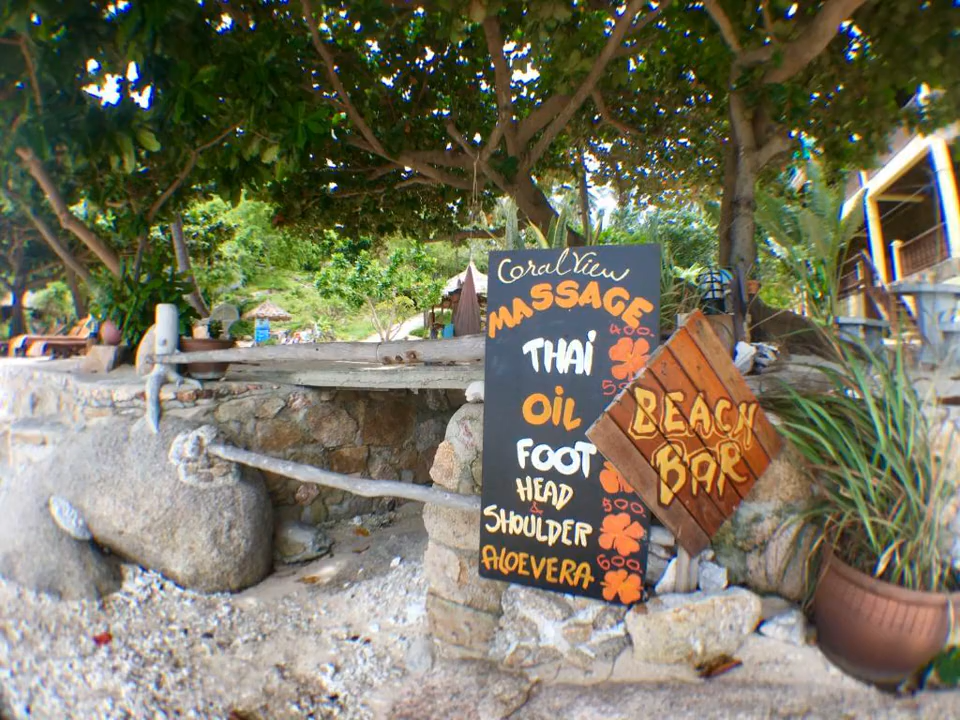 Coral View
MASSAGE
400.
THAI
OIL
FOOT
HEAD
&
SHOULDER
500.
ALOEVERA
600.
BEACH
BAR